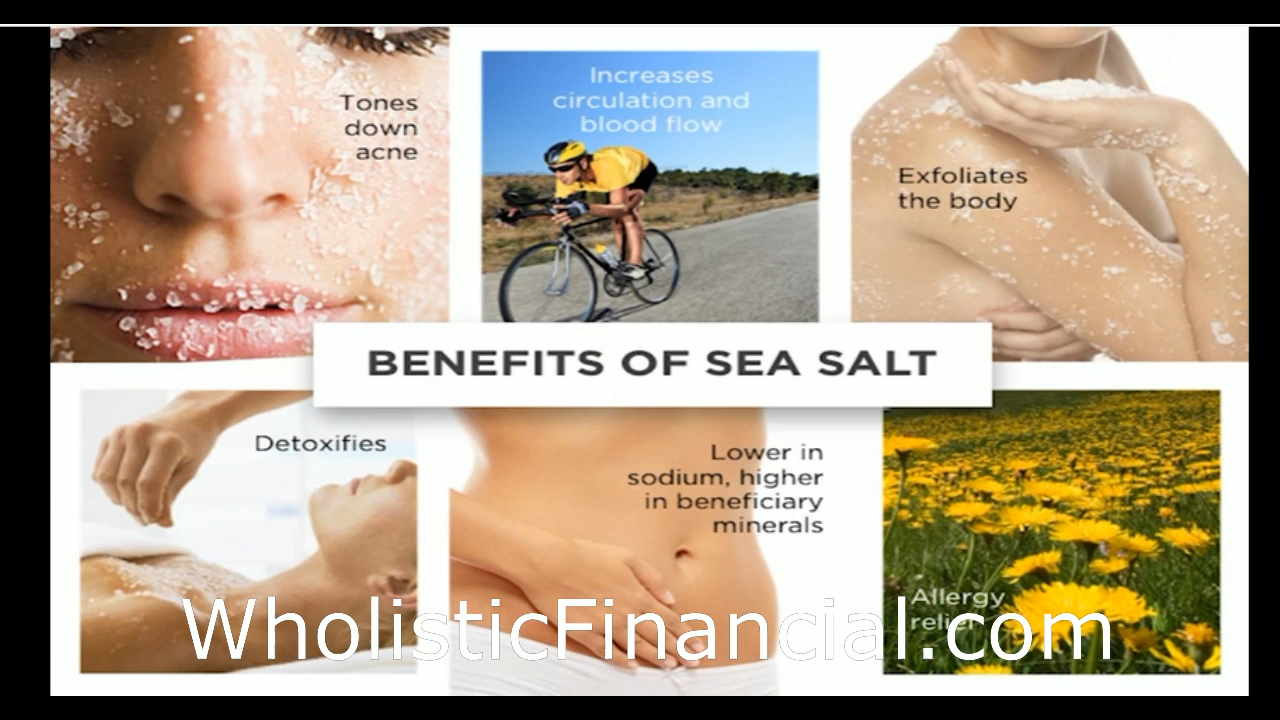 Tones
down
acne
Increases
circulation and
blood flow
Exfoliates
the body
BENEFITS OF SEA SALT
Detoxifies
Lower in
sodium, higher
in beneficiary
minerals
Allergy
relief
WholisticFinancial.com